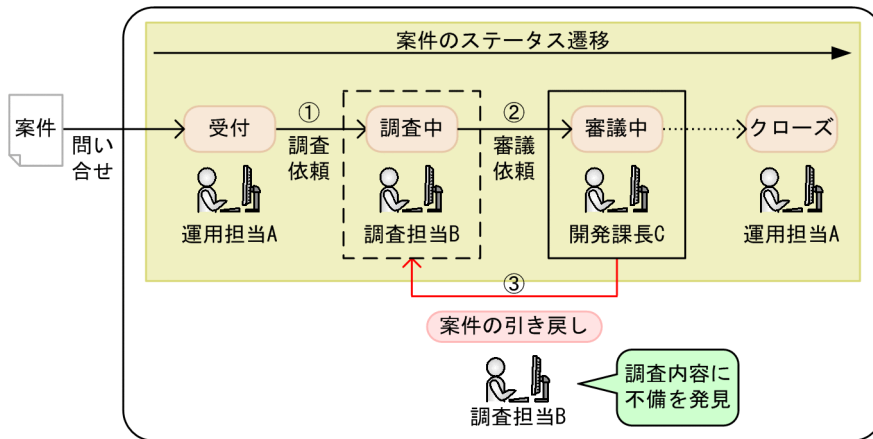 案件のステータス遷移
案件
問い
合せ
受付
①
調査
依頼
調査中
②
審議
依頼
審議中
クローズ
運用担当A
調査担当B
開発課長C
運用担当A
③
案件の引き戻し
調査担当B
調査内容に
不備を発見